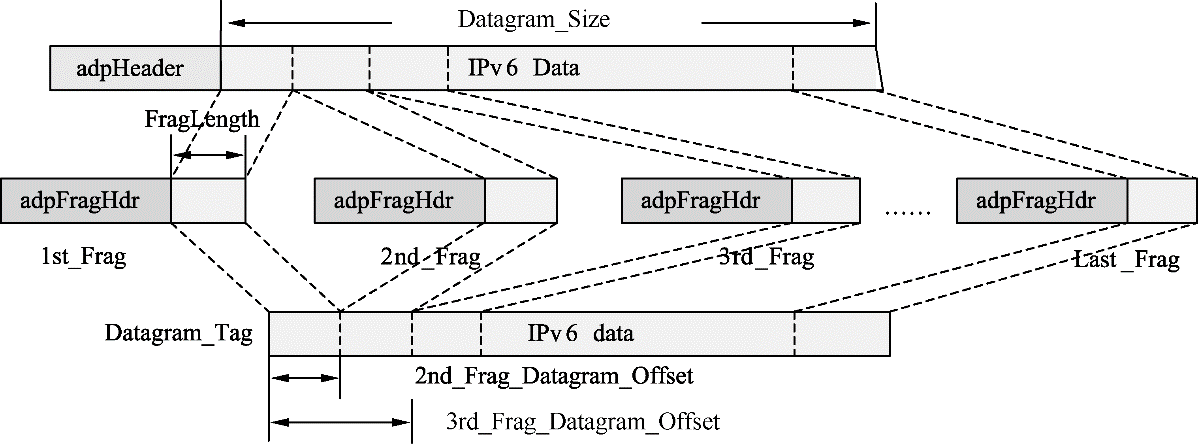 Datagram_Size
adpHeader
IPv6 Data
FragLength
adpFragHdr adpFragHdr adpFragHdr ...... adpFragHdr
1st_Frag 2nd_Frag 3rd_Frag Last_Frag
Datagram_Tag
IPv6 data
2nd_Frag_Datagram_Offset
3rd_Frag_Datagram_Offset